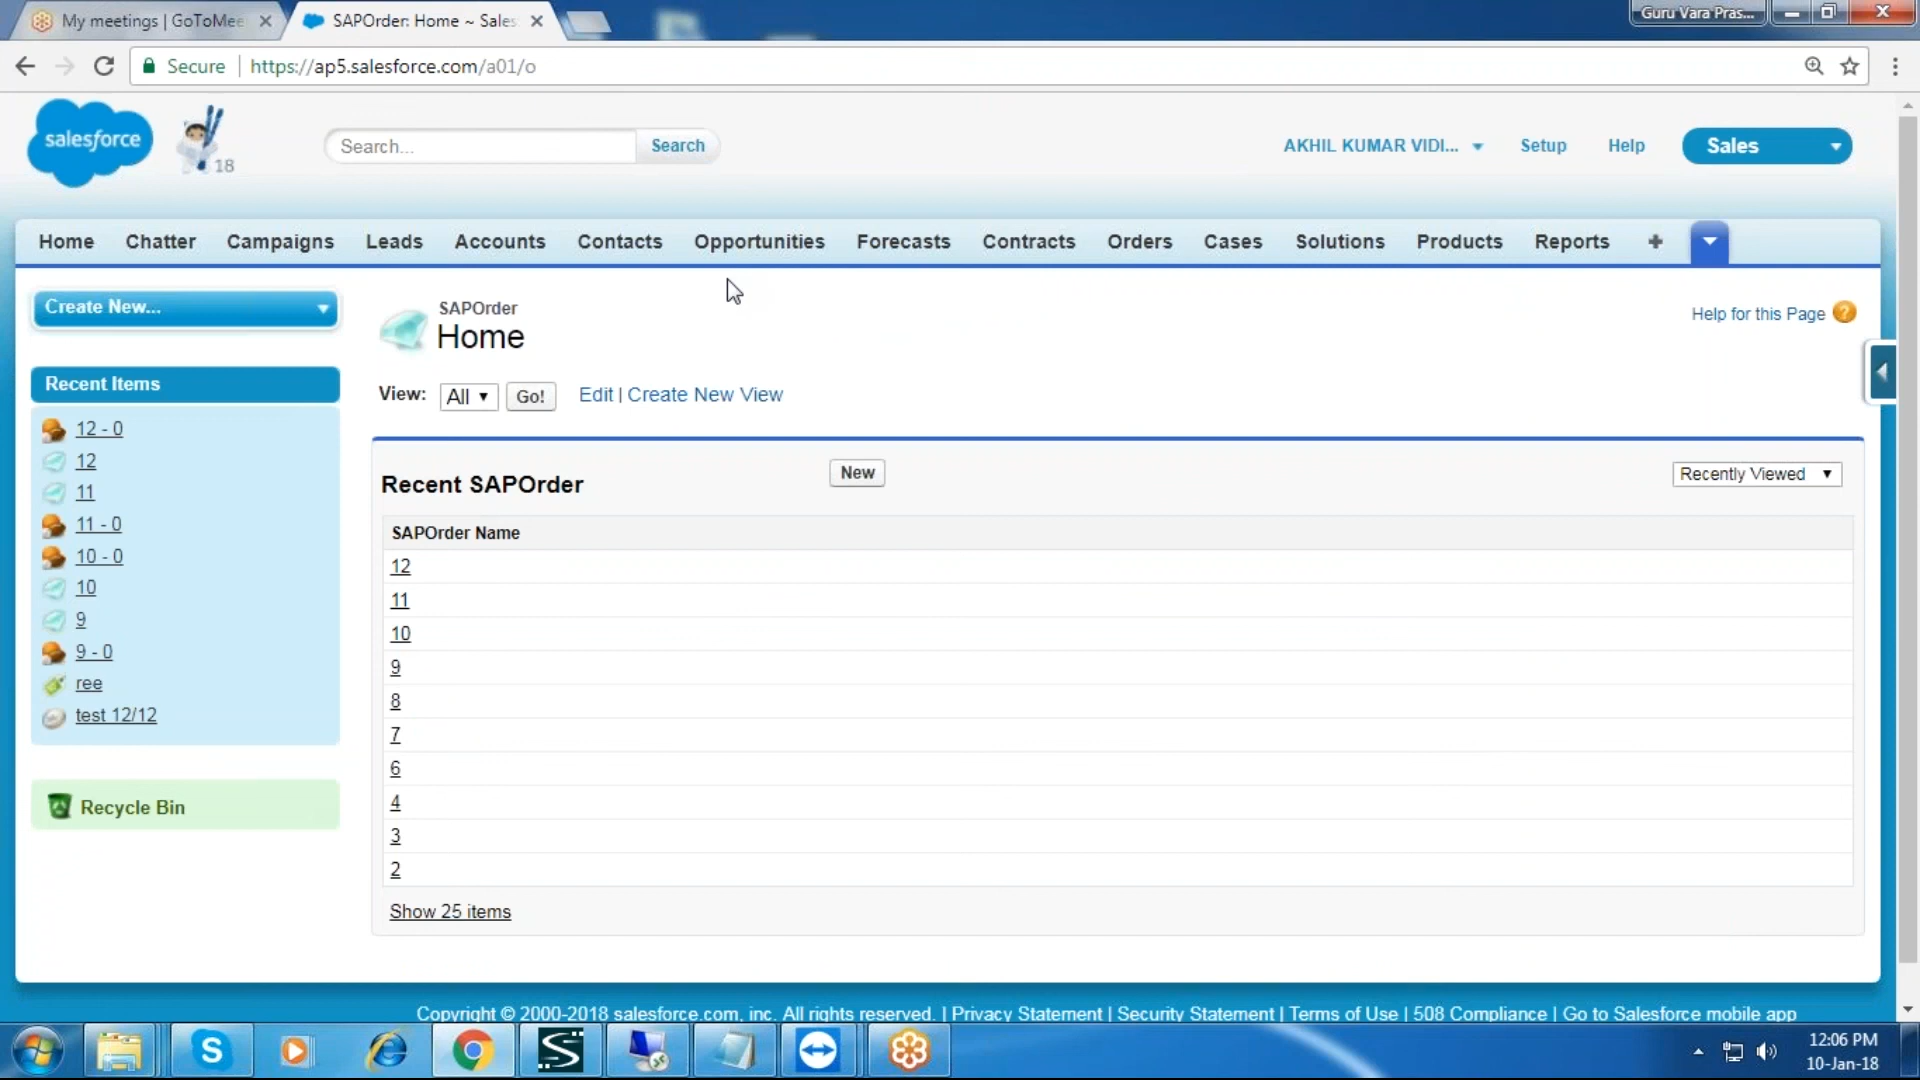 My meetings | GoToMee
SAPOrder: Home ~ Sales
Guru Vara Pras...
Secure
https://ap5.salesforce.com/a01/o
salesforce
18
Search...
Search
AKHIL KUMAR VIDI...
Setup
Help
Sales
Home
Chatter
Campaigns
Leads
Accounts
Contacts
Opportunities
Forecasts
Contracts
Orders
Cases
Solutions
Products
Reports
+
Create New...
SAPOrder
Home
Help for this Page
?
View:
All
Go!
Edit | Create New View
Recent Items
12 - 0
12
11
11 - 0
10 - 0
10
9
9 - 0
ree
test 12/12
Recycle Bin
Recent SAPOrder
New
Recently Viewed
SAPOrder Name
12
11
10
9
8
7
6
4
3
2
Show 25 items
Copyright © 2000-2018 salesforce.com, inc. All rights reserved. | Privacy Statement | Security Statement | Terms of Use | 508 Compliance | Go to Salesforce mobile app
12:06 PM
10-Jan-18